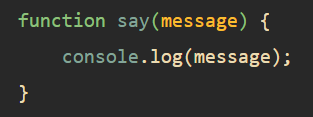 function say(message) {
    console.log(message);
}